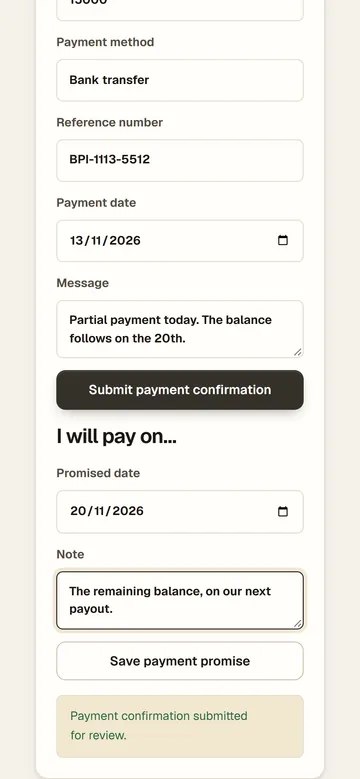 15000
Payment method
Bank transfer
Reference number
BPI-1113-5512
Payment date
13/11/2026
Message
Partial payment today. The balance
follows on the 20th.
Submit payment confirmation
I will pay on...
Promised date
20/11/2026
Note
The remaining balance, on our next
payout.
Save payment promise
Payment confirmation submitted
for review.